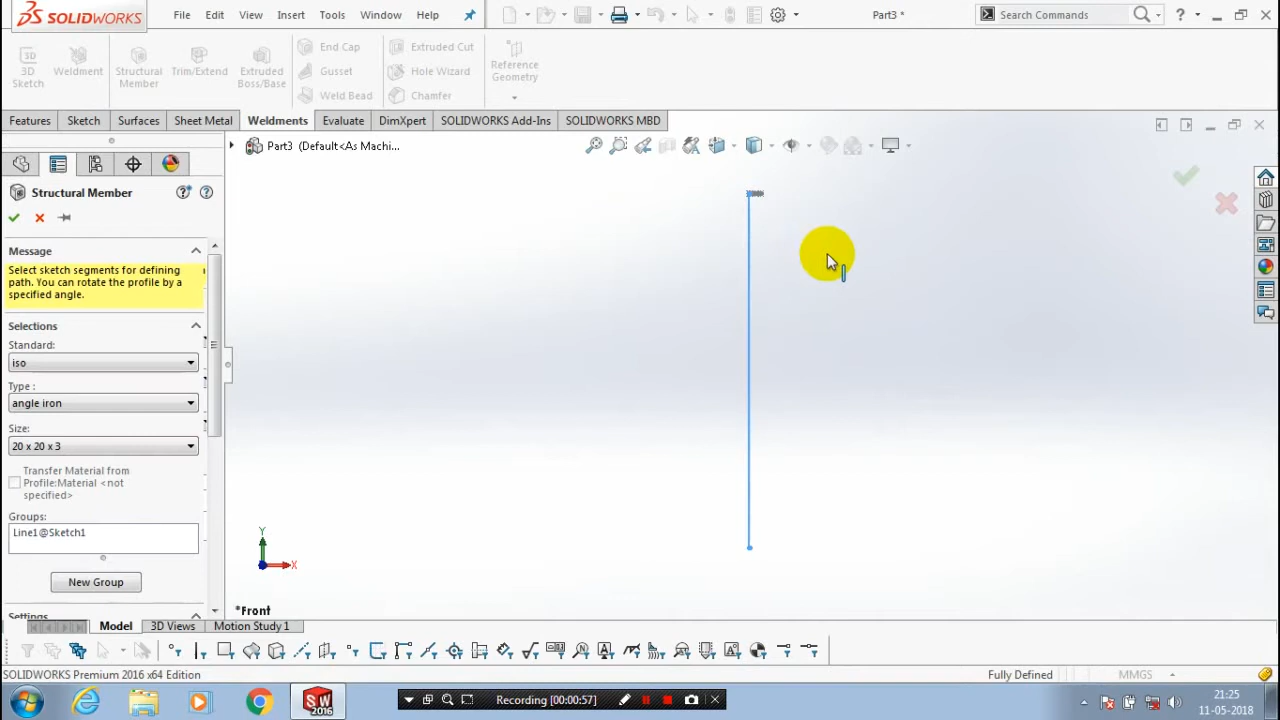 SOLIDWORKS File Edit View Insert Tools Window Help Part3 * Search Commands
3D Sketch Weldment Structural Member Trim/Extend Extruded Boss/Base End Cap Gusset Weld Bead Extruded Cut Hole Wizard Chamfer Reference Geometry
Features Sketch Surfaces Sheet Metal Weldments Evaluate DimXpert SOLIDWORKS Add-Ins SOLIDWORKS MBD
Part3 (Default<As Machi...
Structural Member
Message
Select sketch segments for defining
path. You can rotate the profile by a
specified angle.
Selections
Standard:
iso
Type :
angle iron
Size:
20 x 20 x 3
Transfer Material from
Profile:Material <not
specified>
Groups:
Line1@Sketch1
New Group
Settings
Y
X
*Front
Model 3D Views Motion Study 1
SOLIDWORKS Premium 2016 x64 Edition Fully Defined MMGS
SW 2016
Recording [00:00:57]
21:25
11-05-2018